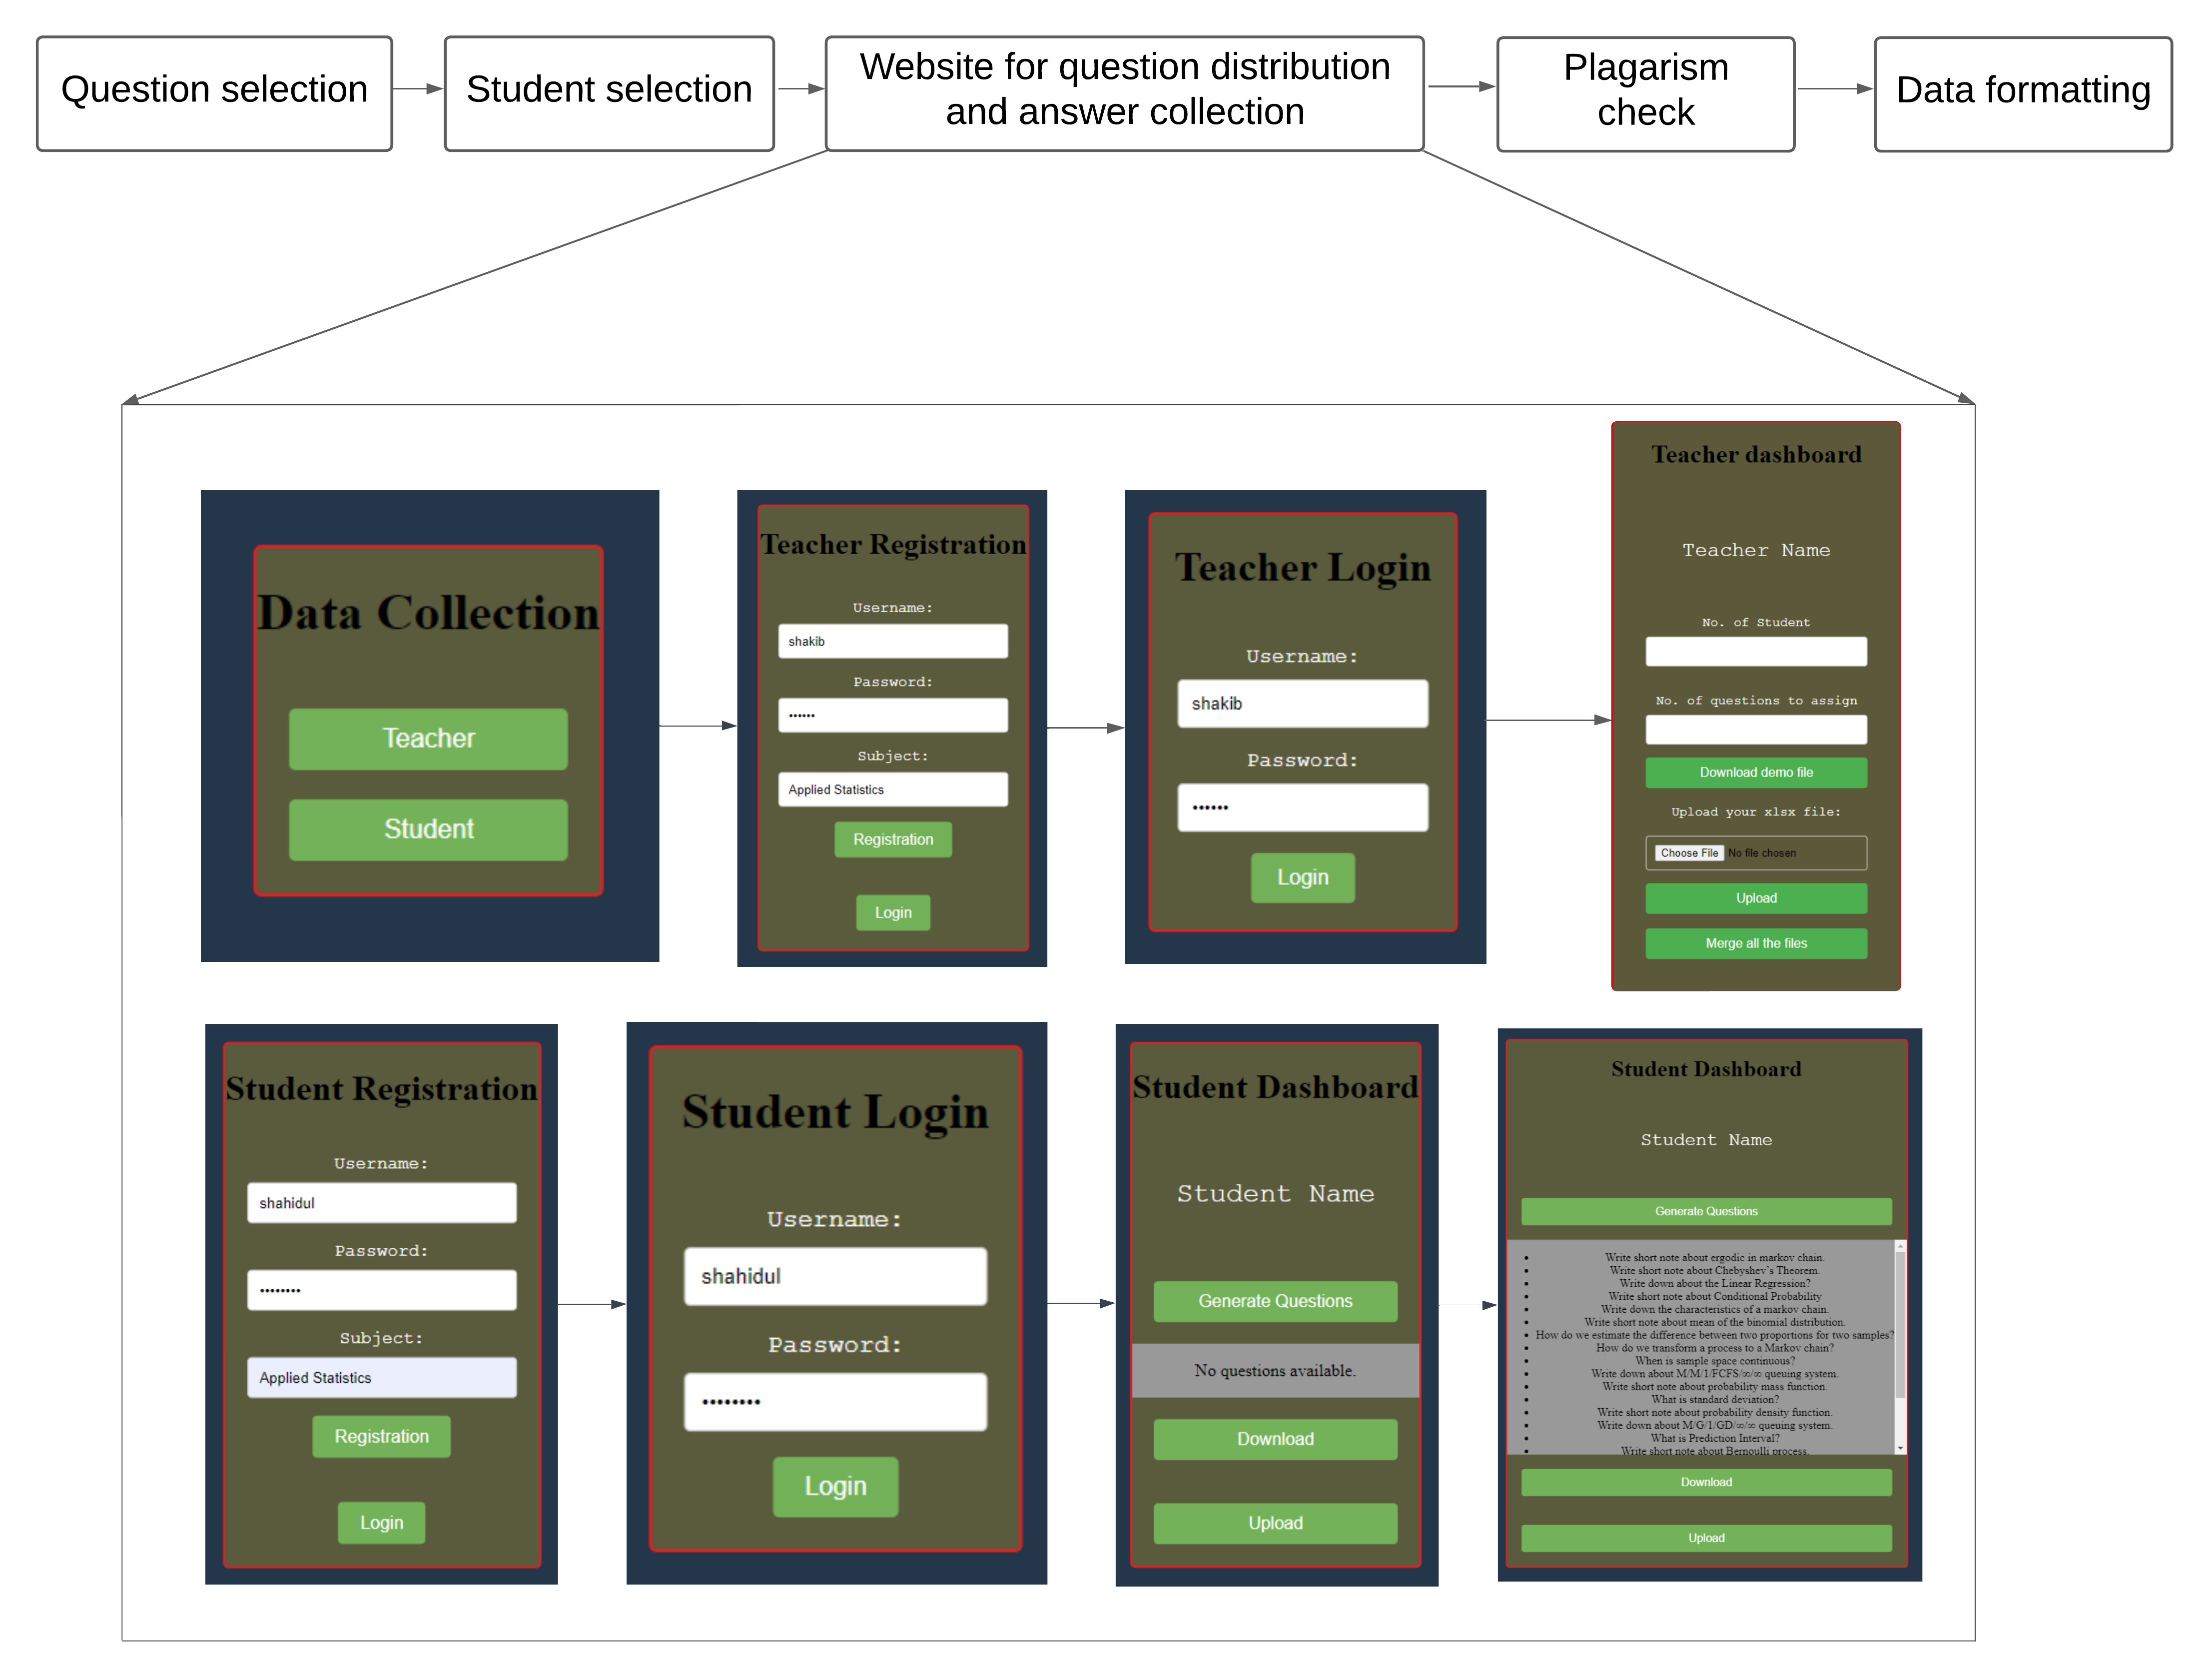 Question selection
Student selection
Website for question distribution
and answer collection
Plagarism
check
Data formatting
Data Collection
Teacher
Student
Teacher Registration
Username:
shakib
Password:
••••••
Subject:
Applied Statistics
Registration
Login
Teacher Login
Username:
shakib
Password:
••••••
Login
Teacher dashboard
Teacher Name
No. of Student
No. of questions to assign
Download demo file
Upload your xlsx file:
Choose File No file chosen
Upload
Merge all the files
Student Registration
Username:
shahidul
Password:
••••••••
Subject:
Applied Statistics
Registration
Login
Student Login
Username:
shahidul
Password:
••••••••
Login
Student Dashboard
Student Name
Generate Questions
No questions available.
Download
Upload
Student Dashboard
Student Name
Generate Questions
• Write short note about ergodic in markov chain.
• Write short note about Chebyshev's Theorem.
• Write down about the Linear Regression?
• Write short note about Conditional Probability
• Write down the characteristics of a markov chain.
• Write short note about mean of the binomial distribution.
• How do we estimate the difference between two proportions for two samples?
• How do we transform a process to a Markov chain?
• When is sample space continuous?
• Write down about M/M/1/FCFS/∞/∞ queuing system.
• Write short note about probability mass function.
• What is standard deviation?
• Write short note about probability density function.
• Write down about M/G/1/GD/∞/∞ queuing system.
• What is Prediction Interval?
• Write short note about Bernoulli process.
Download
Upload